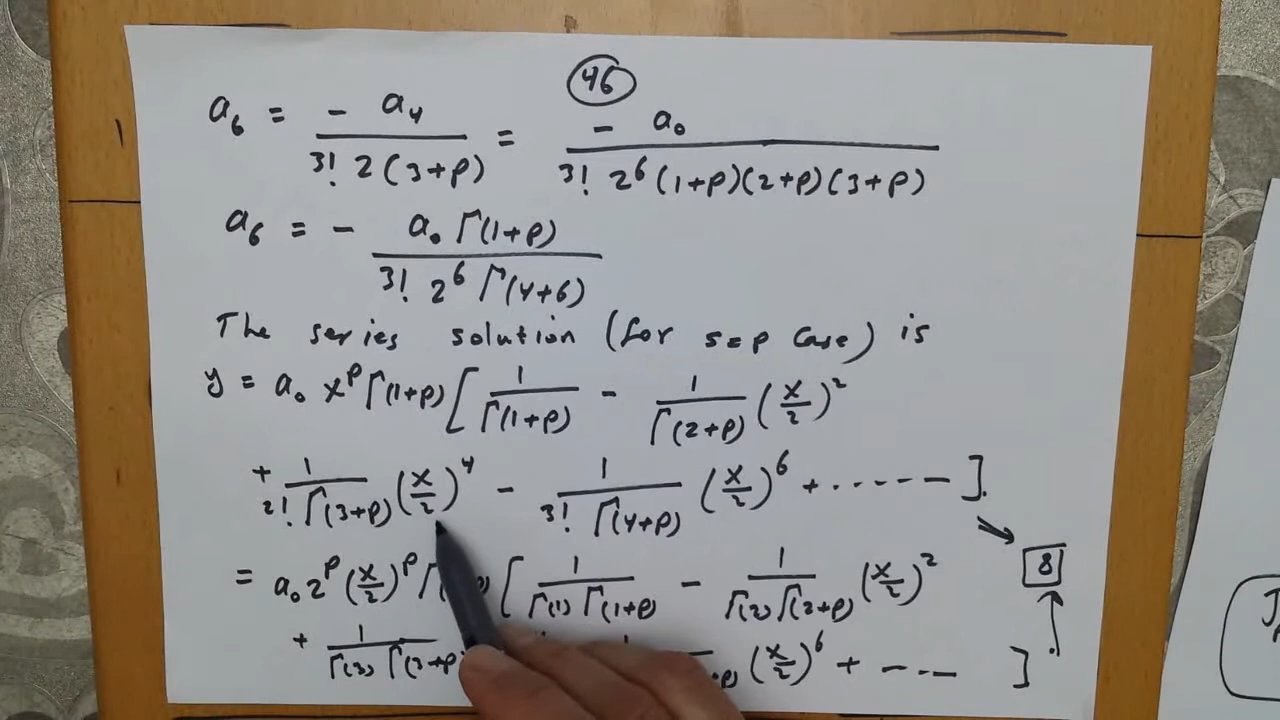 46
a₆ = - a₄ / 3! 2(3+p) = - a₀ / 3! 2⁶ (1+p)(2+p)(3+p)
a₆ = - a₀ Γ(1+p) / 3! 2⁶ Γ(4+6)
The series solution (for s=p case) is
y = a₀ x^p Γ(1+p) [ 1 / Γ(1+p) - 1 / Γ(2+p) (x/2)²
+ 1 / 2! Γ(3+p) (x/2)⁴ - 1 / 3! Γ(4+p) (x/2)⁶ + ------ ].
8
= a₀ 2^p (x/2)^p Γ [ 1 / Γ(1) Γ(1+p) - 1 / Γ(2) Γ(2+p) (x/2)²
+ 1 / Γ(3) Γ(3+p) (x/2)⁶ + ---- ]